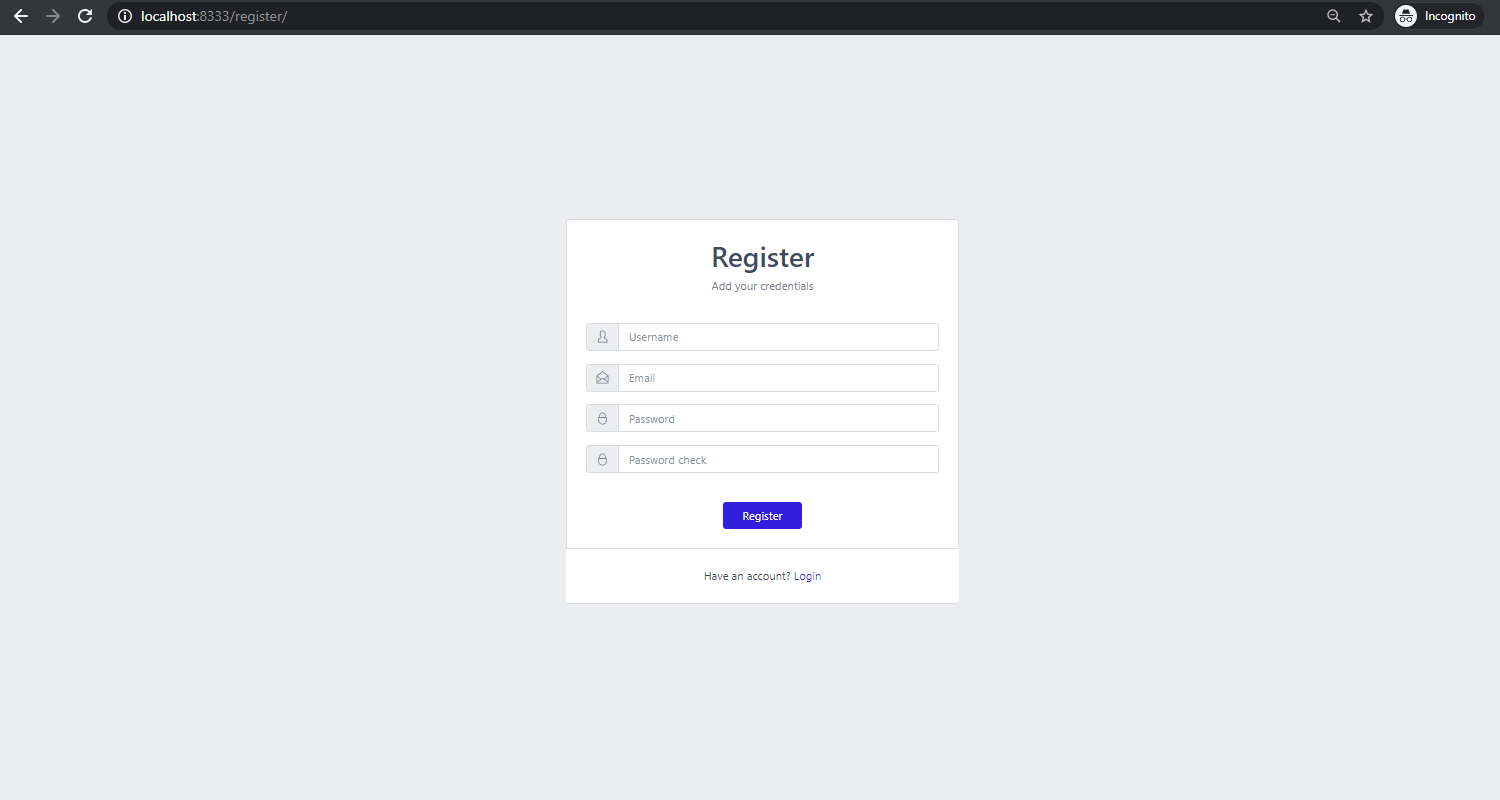 localhost:8333/register/
Incognito
Register
Add your credentials
Username
Email
Password
Password check
Register
Have an account? Login